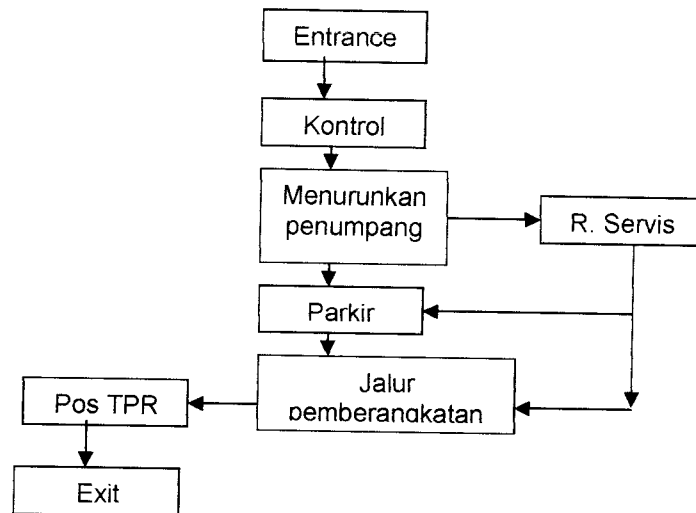 Entrance
Kontrol
Menurunkan
penumpang
R. Servis
Parkir
Jalur
pemberangkatan
Pos TPR
Exit